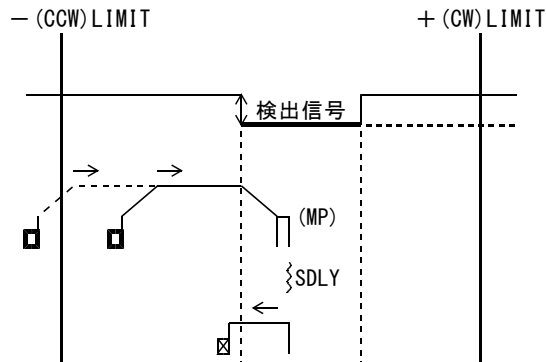 －(CCW)LIMIT
＋(CW)LIMIT
検出信号
(MP)
SDLY